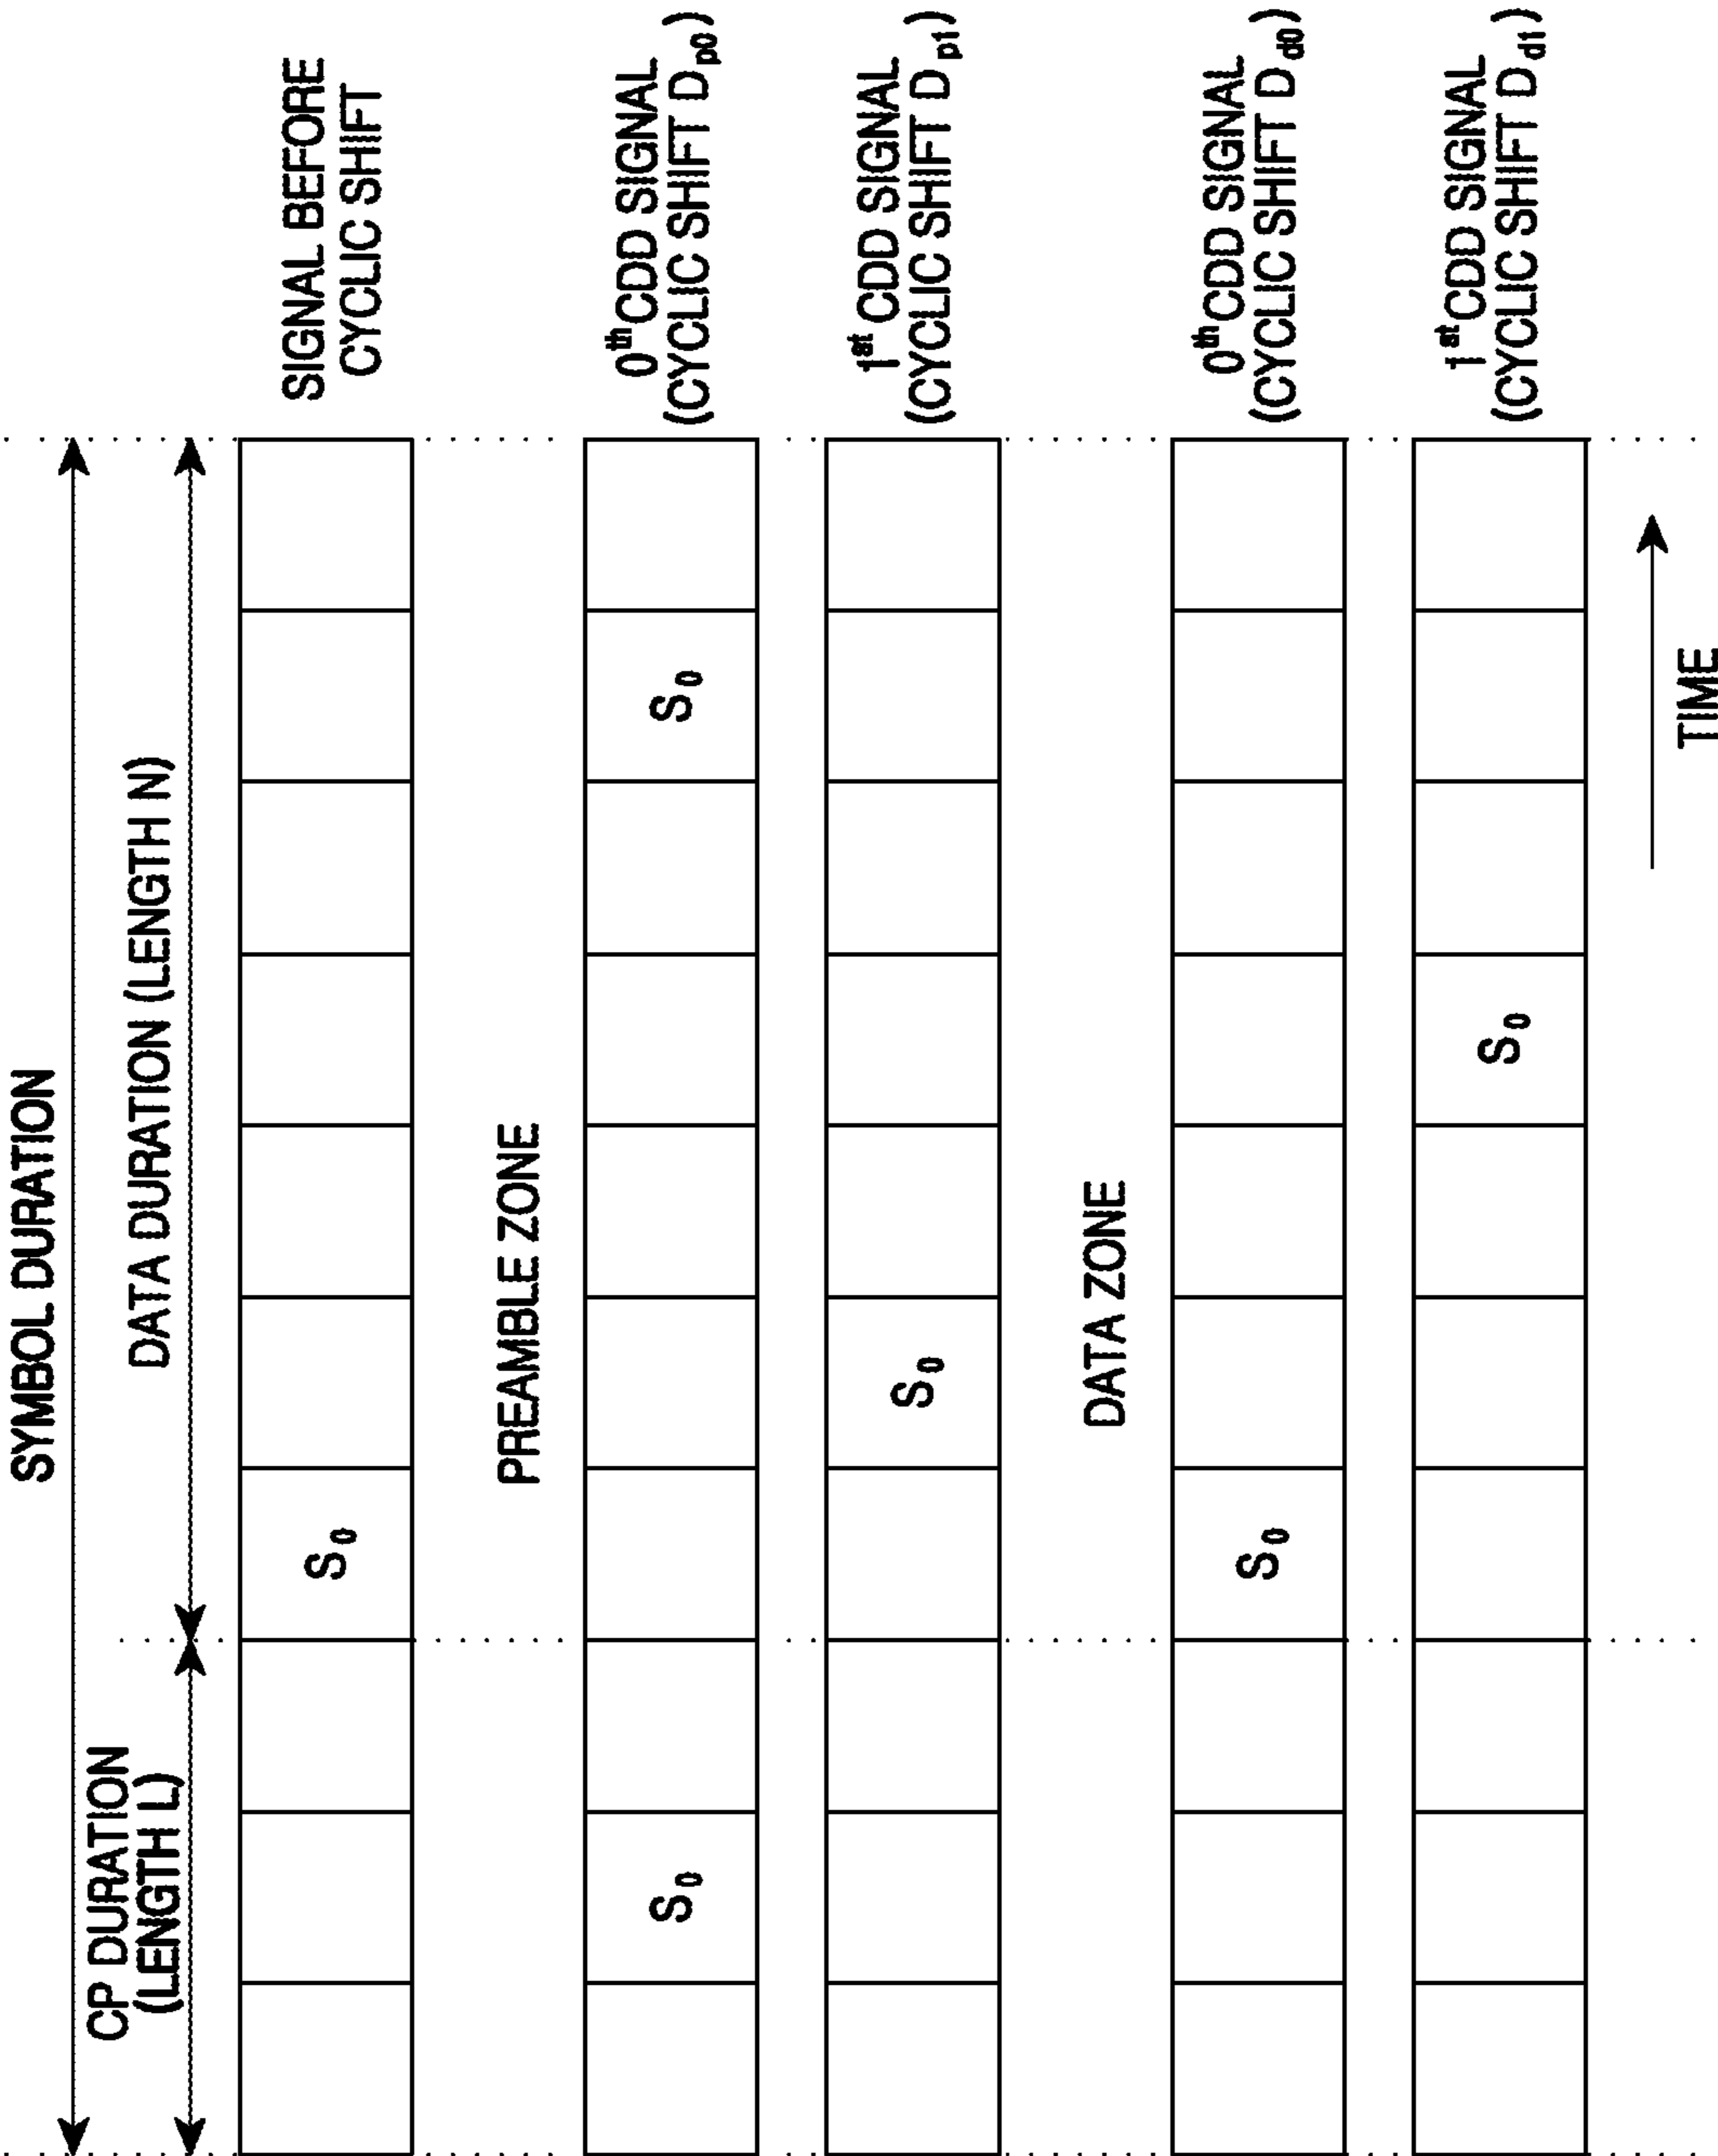 SYMBOL DURATION
CP DURATION
(LENGTH L)
DATA DURATION (LENGTH N)
S0
SIGNAL BEFORE
CYCLIC SHIFT
PREAMBLE ZONE
S0
S0
0th CDD SIGNAL
(CYCLIC SHIFT Dp0)
S0
1st CDD SIGNAL
(CYCLIC SHIFT Dp1)
DATA ZONE
S0
0th CDD SIGNAL
(CYCLIC SHIFT Dd0)
S0
1st CDD SIGNAL
(CYCLIC SHIFT Dd1)
TIME